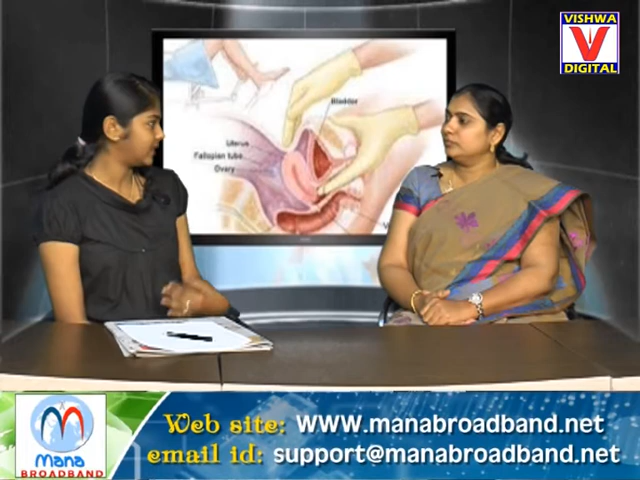 VISHWA
V
DIGITAL
Bladder
Uterus
Fallopian tube
Ovary
Web site: WWW.manabroadband.net
email id: support@manabroadband.net
m
Mana
BROADBAND